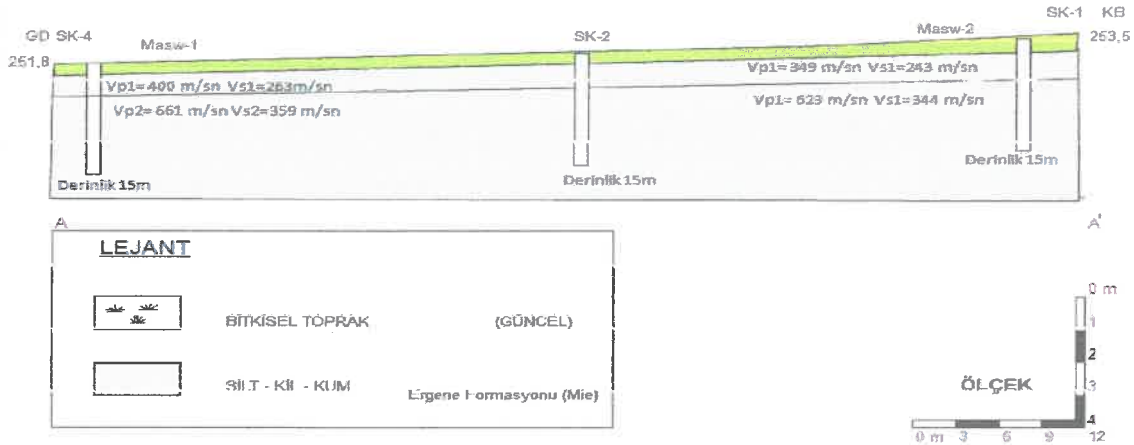 SK-1 KB
GD SK-4 Masw-1 SK-2 Masw-2
251,8 253,5
Vp1= 400 m/sn Vs1=263m/sn Vp1=349 m/sn Vs1=243 m/sn
Vp2= 661 m/sn Vs2=359 m/sn Vp1= 623 m/sn Vs1=344 m/sn
Derinlik 15m Derinlik 15m Derinlik 15m
A A'
LEJANT
BİTKİSEL TOPRAK (GÜNCEL)
SİLT - KİL - KUM Ergene Formasyonu (Mie)
0 m
1
2
ÖLÇEK 3
4
0 m 3 6 9 12